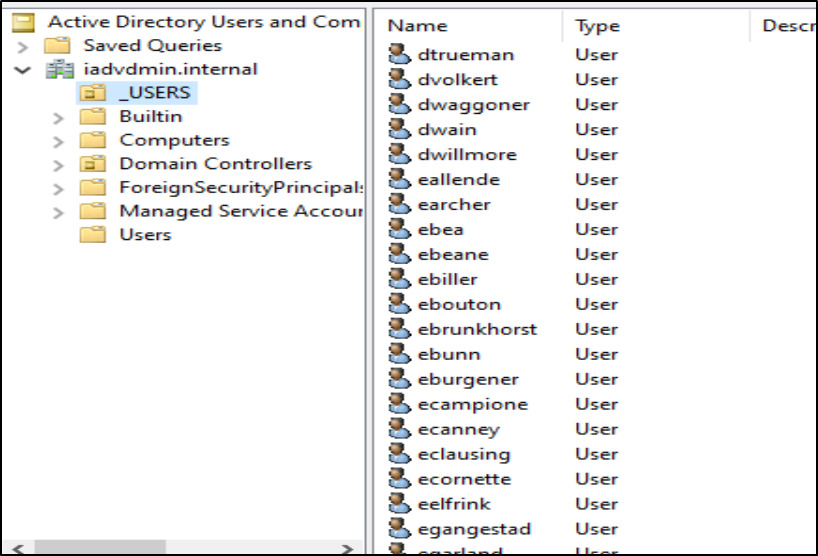 Active Directory Users and Com
Saved Queries
iadvdmin.internal
_USERS
Builtin
Computers
Domain Controllers
ForeignSecurityPrincipals
Managed Service Accour
Users
Name Type Descr
dtrueman User
dvolkert User
dwaggoner User
dwain User
dwillmore User
eallende User
earcher User
ebea User
ebeane User
ebiller User
ebouton User
ebrunkhorst User
ebunn User
eburgener User
ecampione User
ecanney User
eclausing User
ecornette User
eelfrink User
egangestad User
egarland User